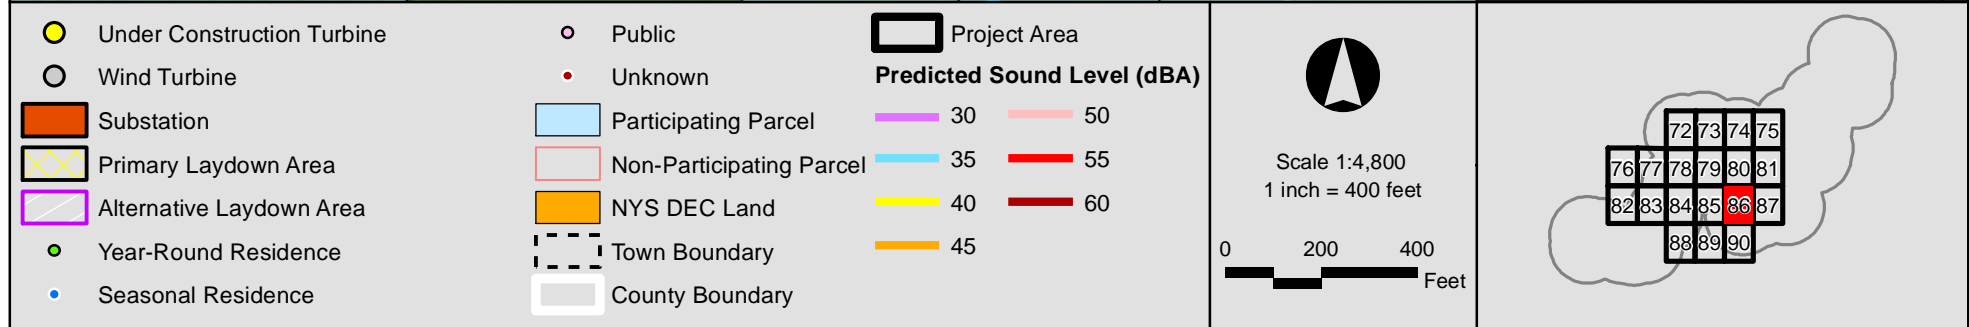 Under Construction Turbine
Wind Turbine
Substation
Primary Laydown Area
Alternative Laydown Area
Year-Round Residence
Seasonal Residence
Public
Unknown
Participating Parcel
Non-Participating Parcel
NYS DEC Land
Town Boundary
County Boundary
Project Area
Predicted Sound Level (dBA)
30
35
40
45
50
55
60
Scale 1:4,800
1 inch = 400 feet
0 200 400
Feet
72 73 74 75
76 77 78 79 80 81
82 83 84 85 86 87
88 89 90